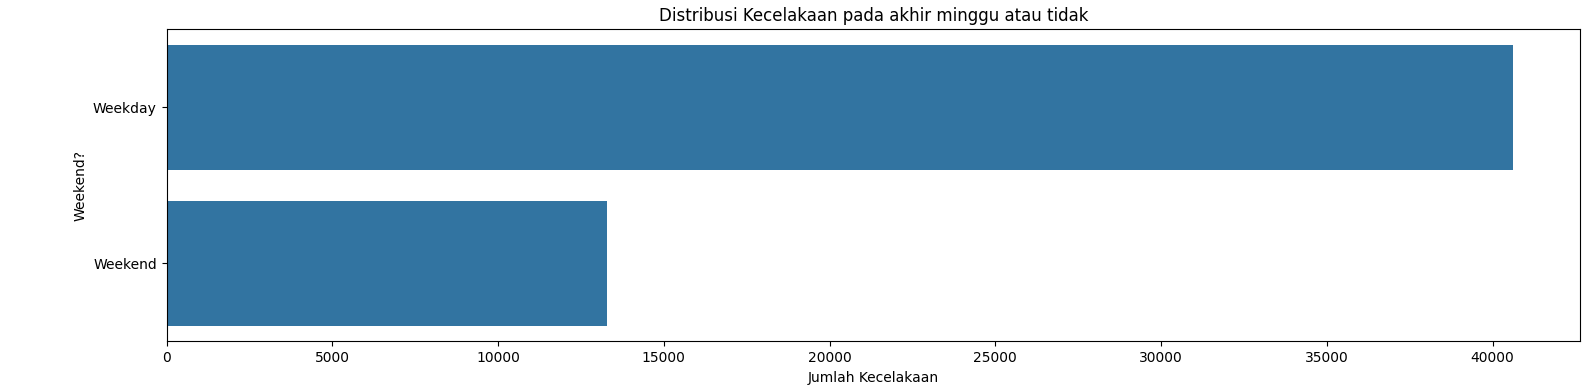 Distribusi Kecelakaan pada akhir minggu atau tidak
Weekend?
Weekday
Weekend
0 5000 10000 15000 20000 25000 30000 35000 40000
Jumlah Kecelakaan